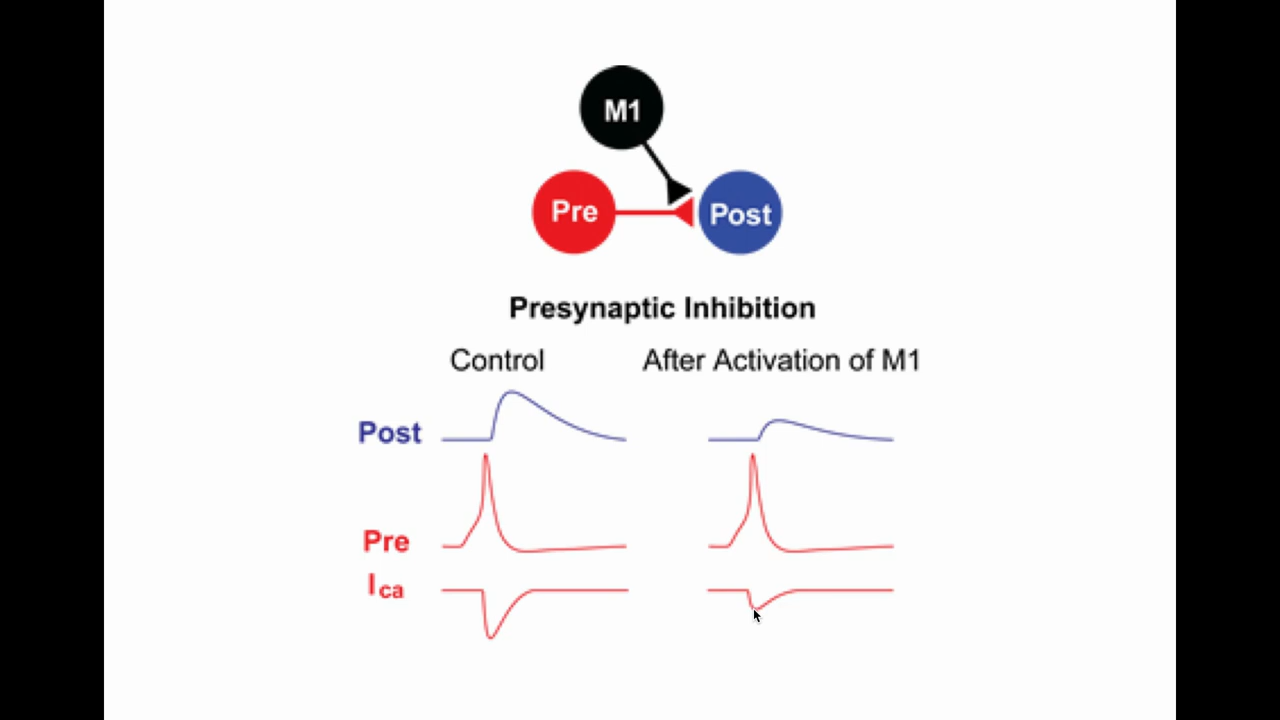 M1
Pre
Post
Presynaptic Inhibition
Control
After Activation of M1
Post
Pre
Ica